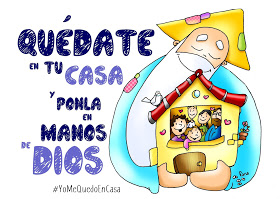 QUÉDATE
EN TU CASA
Y PONLA
EN MANOS
DE DIOS
#YoMeQuedoEnCasa